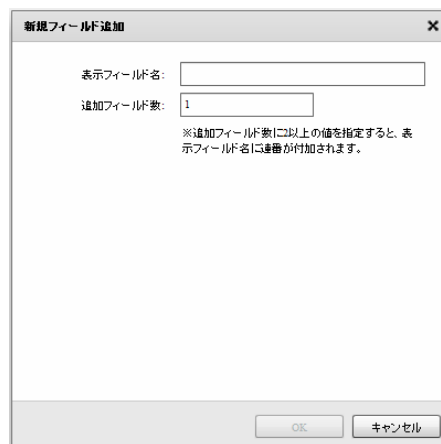 新規フィールド追加
表示フィールド名:
追加フィールド数: 1
※追加フィールド数に2以上の値を指定すると、表
示フィールド名に連番が付加されます。
OK キャンセル